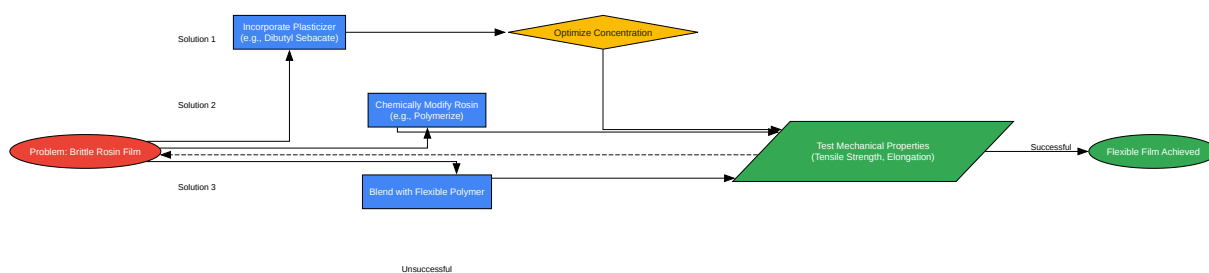 Solution 1
Incorporate Plasticizer
(e.g., Dibutyl Sebacate)
Optimize Concentration
Solution 2
Chemically Modify Rosin
(e.g., Polymerize)
Problem: Brittle Rosin Film
Test Mechanical Properties
(Tensile Strength, Elongation)
Successful
Flexible Film Achieved
Solution 3
Blend with Flexible Polymer
Unsuccessful